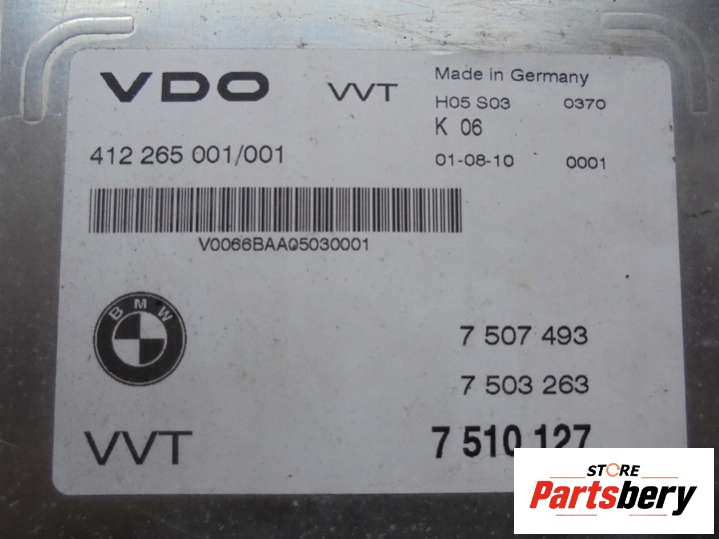 VDO VVT
Made in Germany
H05 S03 0370
K 06
412 265 001/001
01-08-10 0001
V0066BAAQ5030001
BMW
7 507 493
7 503 263
VVT 7 510 127
STORE
Partsbery